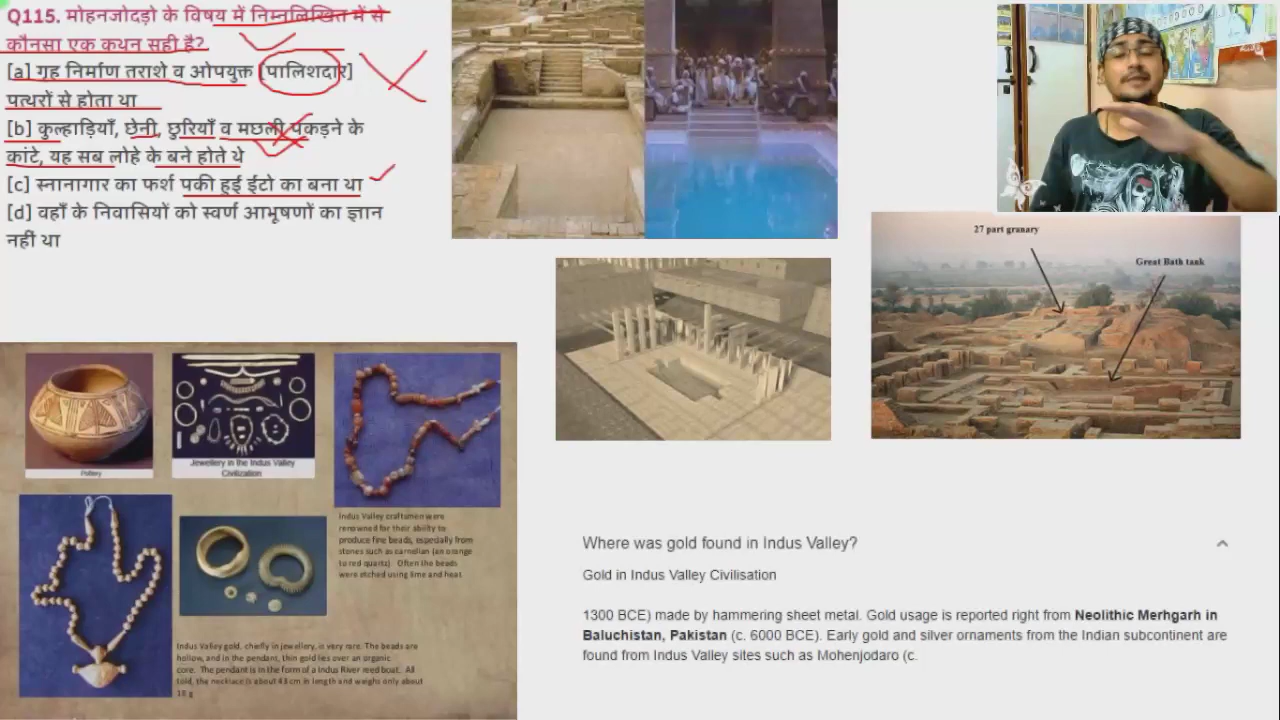 Q115. मोहनजोदड़ो के विषय में निम्नलिखित में से
कौनसा एक कथन सही है?
[a] गृह निर्माण तराशे व ओपयुक्त [पालिशदार]
पत्थरों से होता था
[b] कुल्हाड़ियाँ, छेनी, छुरियाँ व मछली पकड़ने के
कांटे, यह सब लोहे के बने होते थे
[c] स्नानागार का फर्श पकी हुई ईंटो का बना था
[d] वहाँ के निवासियों को स्वर्ण आभूषणों का ज्ञान
नहीं था
27 part granary
Great Bath tank
Pottery
Jewellery in the Indus Valley
Civilization
Indus Valley craftsmen were
renowned for their ability to
produce fine beads, especially from
stones such as carnelian (an orange
to red quartz). Often the beads
were etched using lime and heat
Indus Valley gold, chiefly in jewellery, is very rare. The beads are
hollow, and in the pendant, thin gold lies over an organic
core. The pendant is in the form of a Indus River reed boat. All
told, the necklace is about 43 cm in length and weighs only about
18 g
Where was gold found in Indus Valley?
Gold in Indus Valley Civilisation
1300 BCE) made by hammering sheet metal. Gold usage is reported right from Neolithic Merhgarh in
Baluchistan, Pakistan (c. 6000 BCE). Early gold and silver ornaments from the Indian subcontinent are
found from Indus Valley sites such as Mohenjodaro (c.